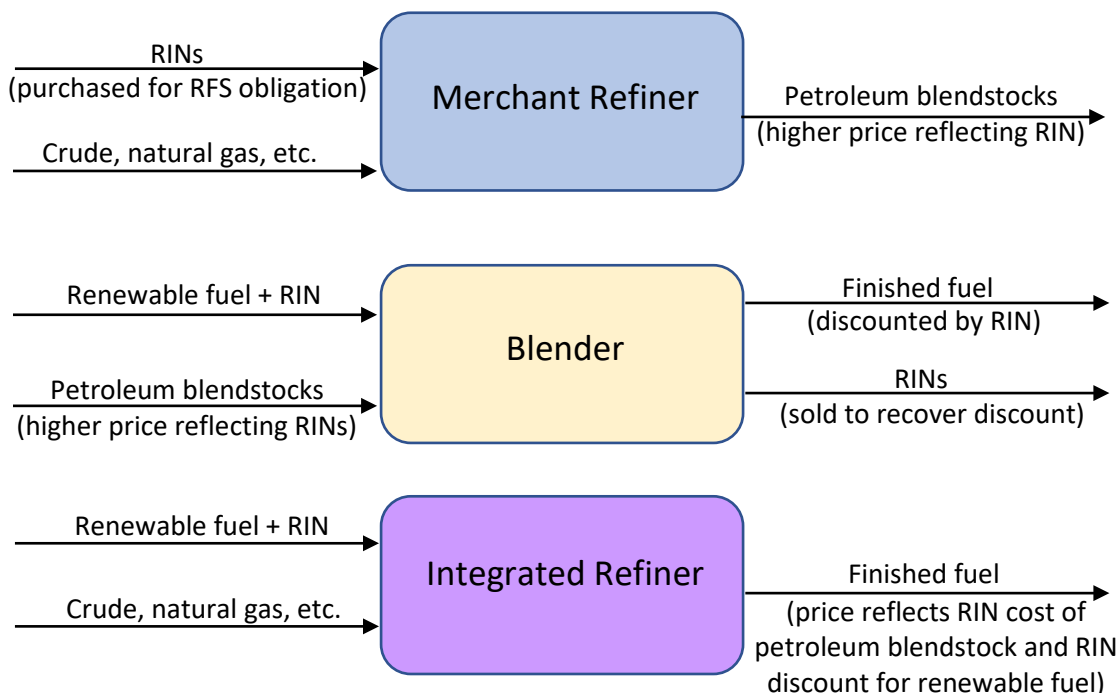 RINs
(purchased for RFS obligation)
Crude, natural gas, etc.
Merchant Refiner
Petroleum blendstocks
(higher price reflecting RIN)
Renewable fuel + RIN
Petroleum blendstocks
(higher price reflecting RINs)
Blender
Finished fuel
(discounted by RIN)
RINs
(sold to recover discount)
Renewable fuel + RIN
Crude, natural gas, etc.
Integrated Refiner
Finished fuel
(price reflects RIN cost of
petroleum blendstock and RIN
discount for renewable fuel)